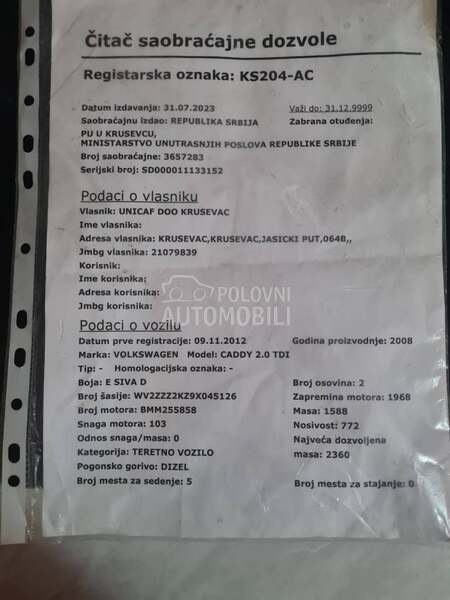 Čitač saobraćajne dozvole
Registarska oznaka: KS204-AC
Datum izdavanja: 31.07.2023 Važi do: 31.12.9999
Saobraćajnu izdao: REPUBLIKA SRBIJA Zabrana otuđenja:
PU U KRUSEVCU,
MINISTARSTVO UNUTRASNJIH POSLOVA REPUBLIKE SRBIJE
Broj saobraćajne: 3657283
Serijski broj: SD000011133152
Podaci o vlasniku
Vlasnik: UNICAF DOO KRUSEVAC
Ime vlasnika:
Adresa vlasnika: KRUSEVAC,KRUSEVAC,JASICKI PUT,064B,,
Jmbg vlasnika: 21079839
Korisnik:
Ime korisnika:
Adresa korisnika:
Jmbg korisnika:
POLOVNI
AUTOMOBILI
Podaci o vozilu
Datum prve registracije: 09.11.2012 Godina proizvodnje: 2008
Marka: VOLKSWAGEN Model: CADDY 2.0 TDI
Tip: - Homologacijska oznaka: -
Boja: E SIVA D Broj osovina: 2
Broj šasije: WV2ZZZ2KZ9X045126 Zapremina motora: 1968
Broj motora: BMM255858 Masa: 1588
Snaga motora: 103 Nosivost: 772
Odnos snaga/masa: 0 Najveća dozvoljena
Kategorija: TERETNO VOZILO masa: 2360
Pogonsko gorivo: DIZEL
Broj mesta za sedenje: 5 Broj mesta za stajanje: 0